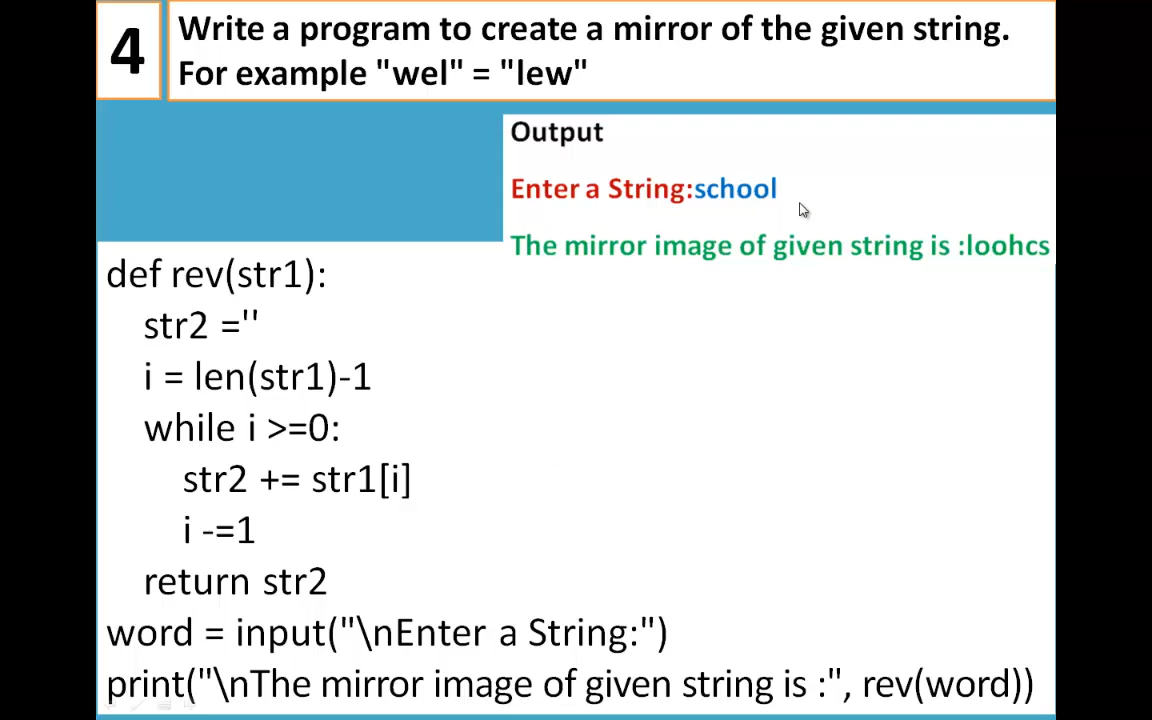 4
Write a program to create a mirror of the given string.
For example "wel" = "lew"
Output
Enter a String:school
The mirror image of given string is :loohcs
def rev(str1):
str2 =''
i = len(str1)-1
while i >=0:
str2 += str1[i]
i -=1
return str2
word = input("\nEnter a String:")
print("\nThe mirror image of given string is :", rev(word))